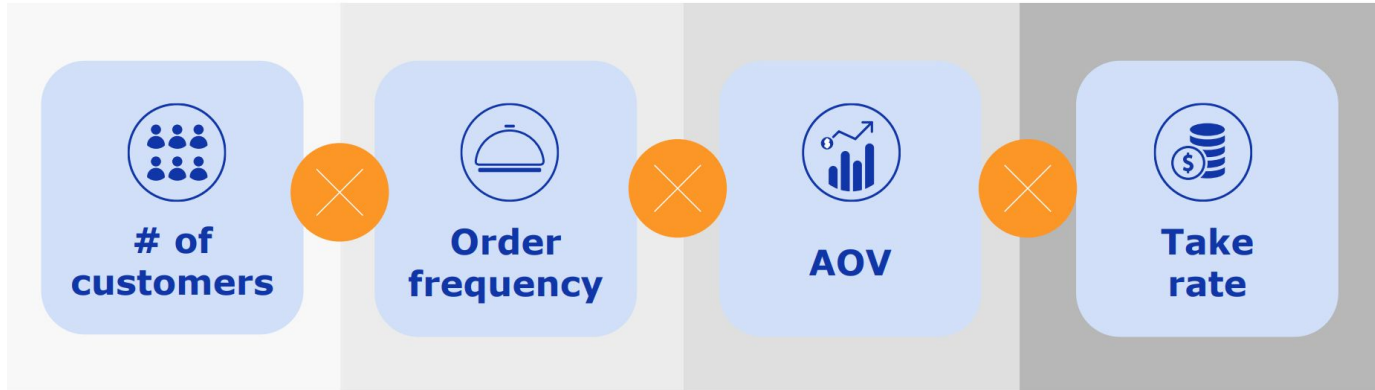 # of
customers
Order
frequency
AOV
$
Take
rate